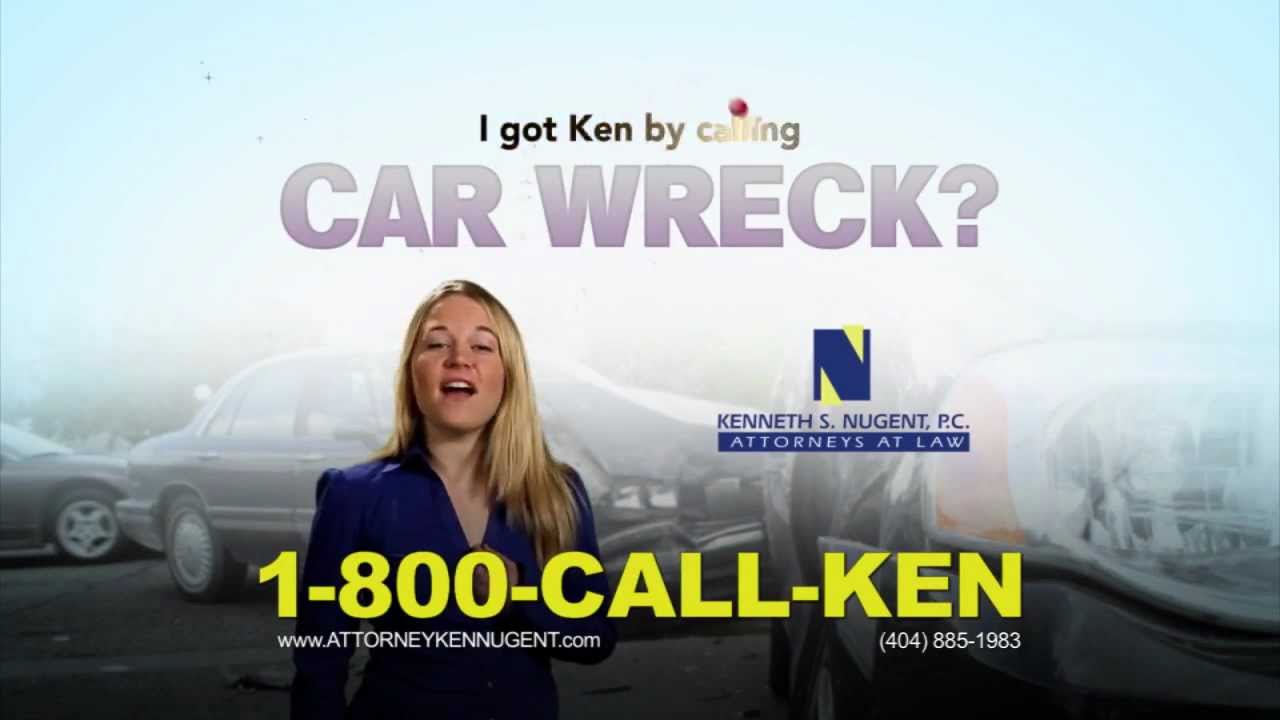 I got Ken by calling
CAR WRECK?
N
KENNETH S. NUGENT, P.C.
ATTORNEYS AT LAW
1-800-CALL-KEN
www.ATTORNEYKENNUGENT.com
(404) 885-1983